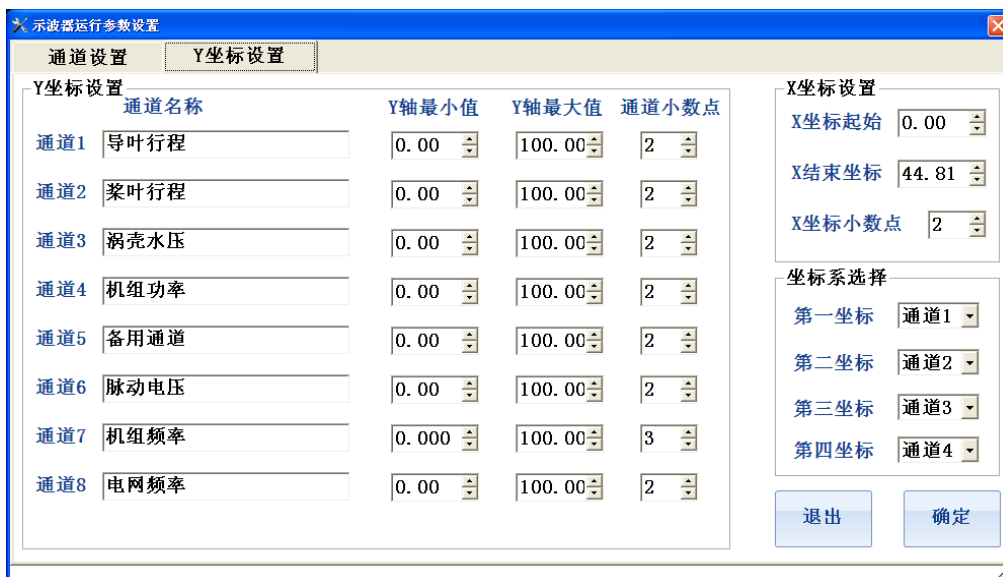 示波器运行参数设置
通道设置 Y坐标设置
Y坐标设置
通道名称 Y轴最小值 Y轴最大值 通道小数点
通道1 导叶行程 0.00 100.00 2
通道2 桨叶行程 0.00 100.00 2
通道3 涡壳水压 0.00 100.00 2
通道4 机组功率 0.00 100.00 2
通道5 备用通道 0.00 100.00 2
通道6 脉动电压 0.00 100.00 2
通道7 机组频率 0.000 100.00 3
通道8 电网频率 0.00 100.00 2
X坐标设置
X坐标起始 0.00
X结束坐标 44.81
X坐标小数点 2
坐标系选择
第一坐标 通道1
第二坐标 通道2
第三坐标 通道3
第四坐标 通道4
退出 确定